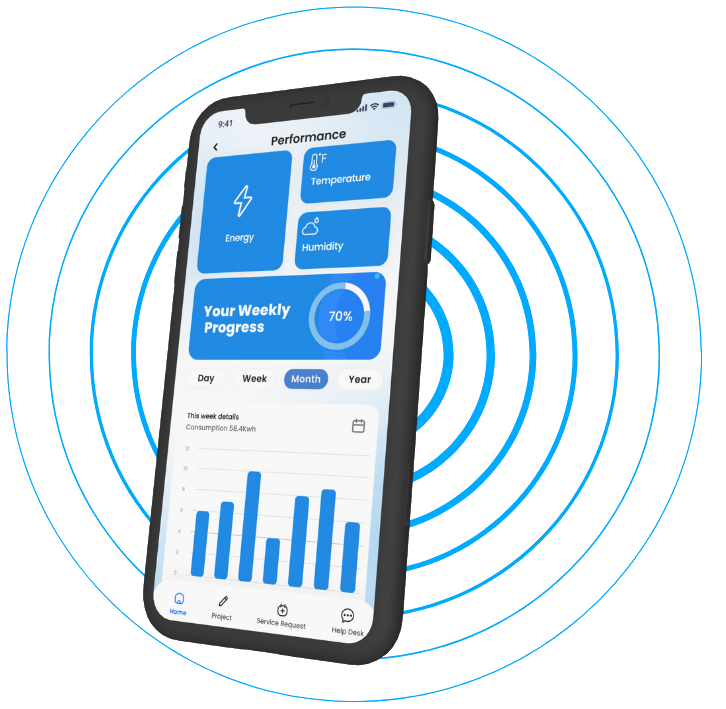 9:41
Performance
Energy
°F
Temperature
Humidity
Your Weekly
Progress
70%
Day Week Month Year
This week details
Consumption 58.4Kwh
12
10
8
6
4
2
0
Home Project Service Request Help Desk